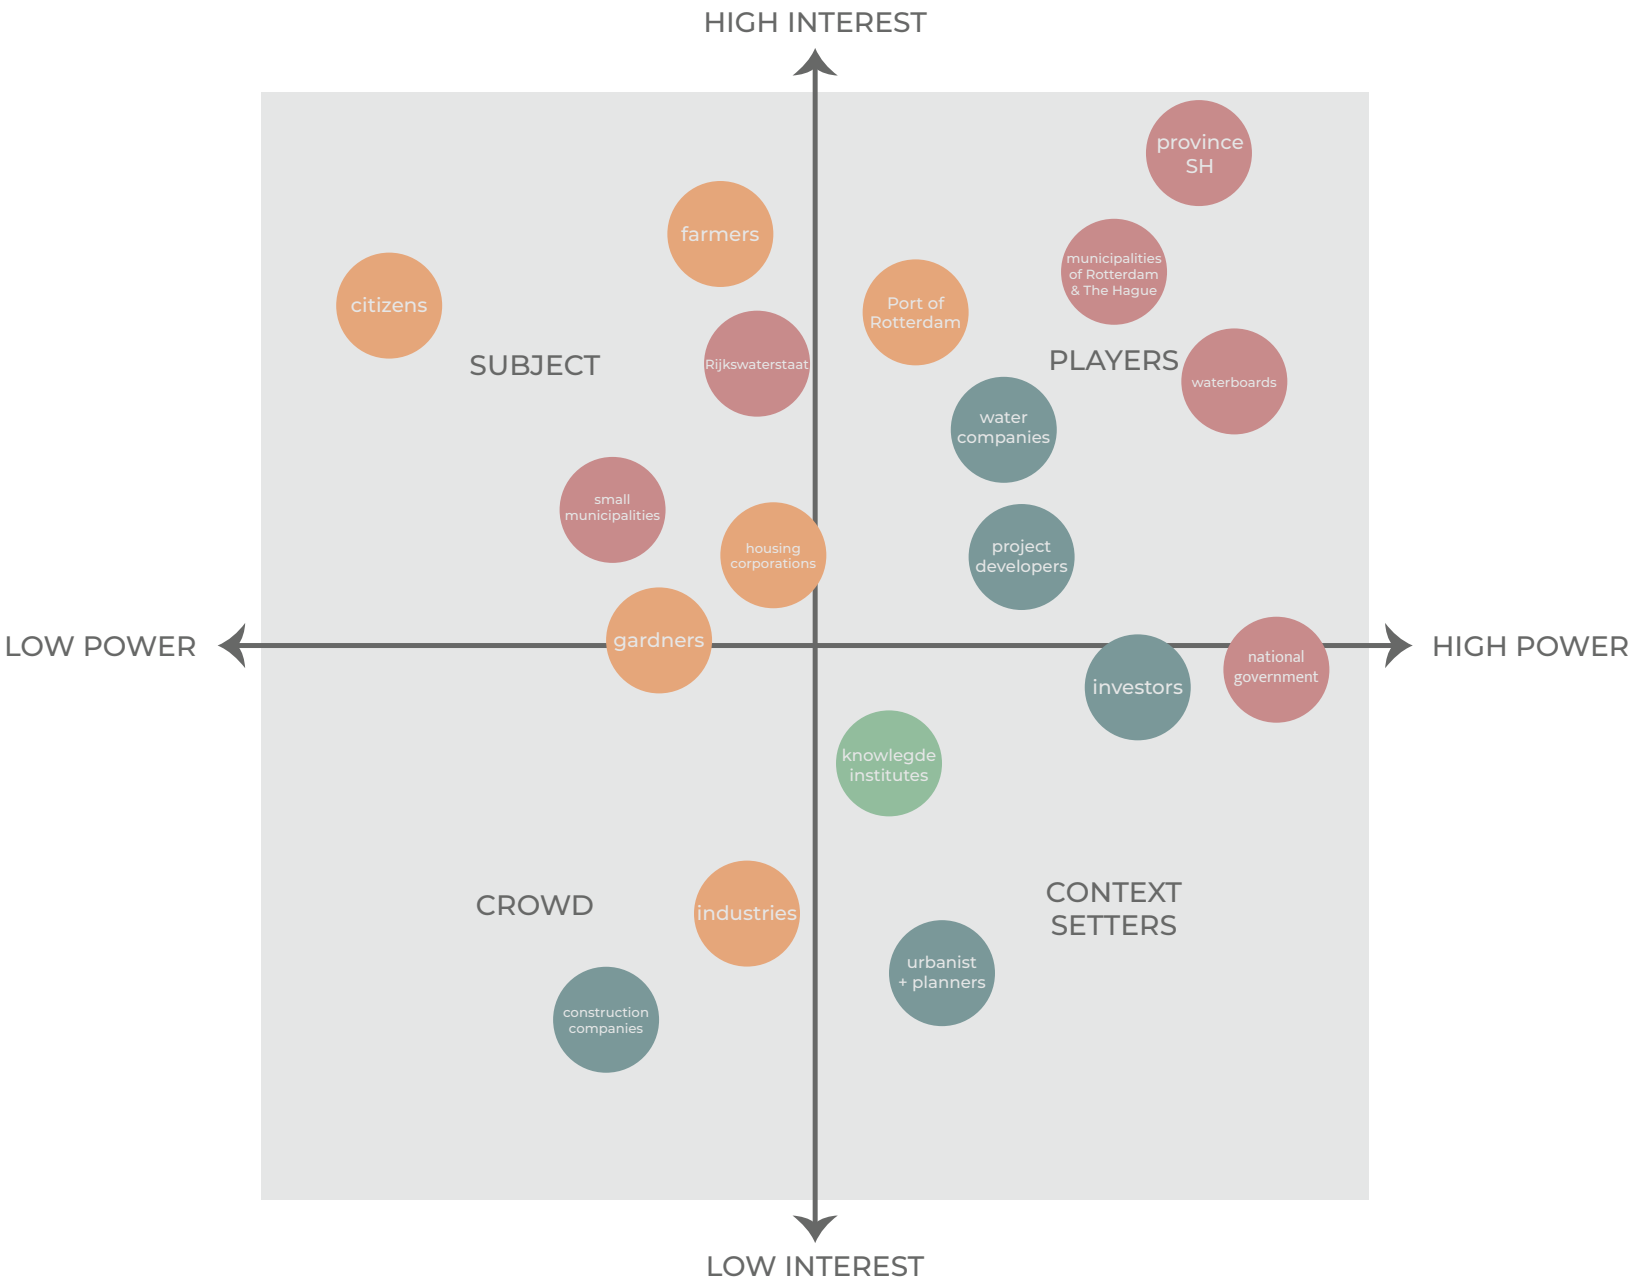 HIGH INTEREST
province
SH
farmers
municipalities
of Rotterdam
& The Hague
citizens
Port of
Rotterdam
SUBJECT
Rijkswaterstaat
PLAYERS
waterboards
water
companies
small
municipalities
housing
corporations
project
developers
LOW POWER
gardners
HIGH POWER
national
government
investors
knowlegde
institutes
CROWD
industries
CONTEXT
SETTERS
urbanist
+ planners
construction
companies
LOW INTEREST